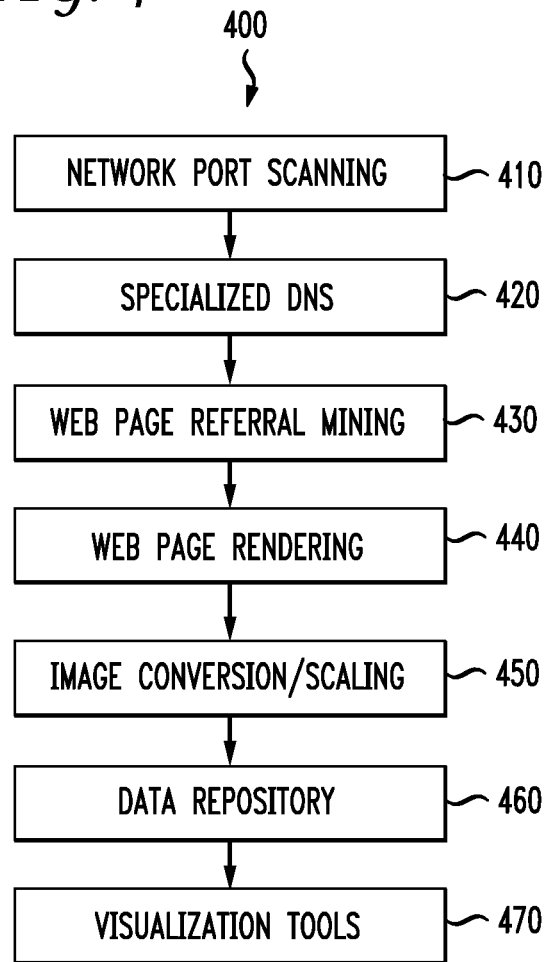 400
NETWORK PORT SCANNING
410
SPECIALIZED DNS
420
WEB PAGE REFERRAL MINING
430
WEB PAGE RENDERING
440
IMAGE CONVERSION/SCALING
450
DATA REPOSITORY
460
VISUALIZATION TOOLS
470